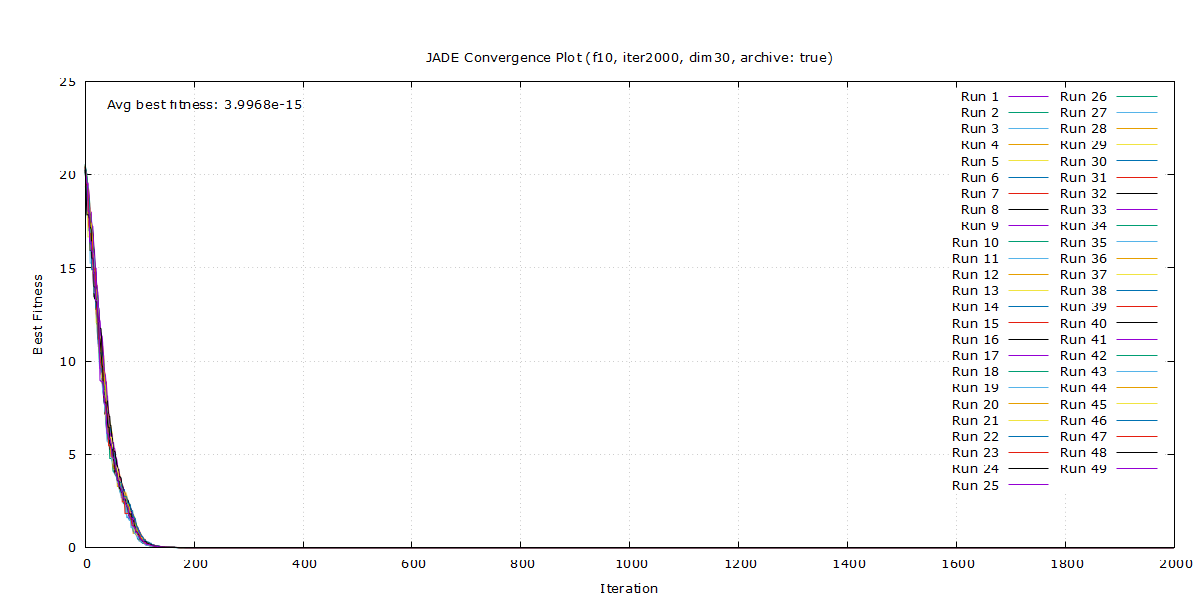 JADE Convergence Plot (f10, iter2000, dim30, archive: true)
Avg best fitness: 3.9968e-15
Best Fitness
25
20
15
10
5
0
0 200 400 600 800 1000 1200 1400 1600 1800 2000
Iteration
Run 1
Run 2
Run 3
Run 4
Run 5
Run 6
Run 7
Run 8
Run 9
Run 10
Run 11
Run 12
Run 13
Run 14
Run 15
Run 16
Run 17
Run 18
Run 19
Run 20
Run 21
Run 22
Run 23
Run 24
Run 25
Run 26
Run 27
Run 28
Run 29
Run 30
Run 31
Run 32
Run 33
Run 34
Run 35
Run 36
Run 37
Run 38
Run 39
Run 40
Run 41
Run 42
Run 43
Run 44
Run 45
Run 46
Run 47
Run 48
Run 49